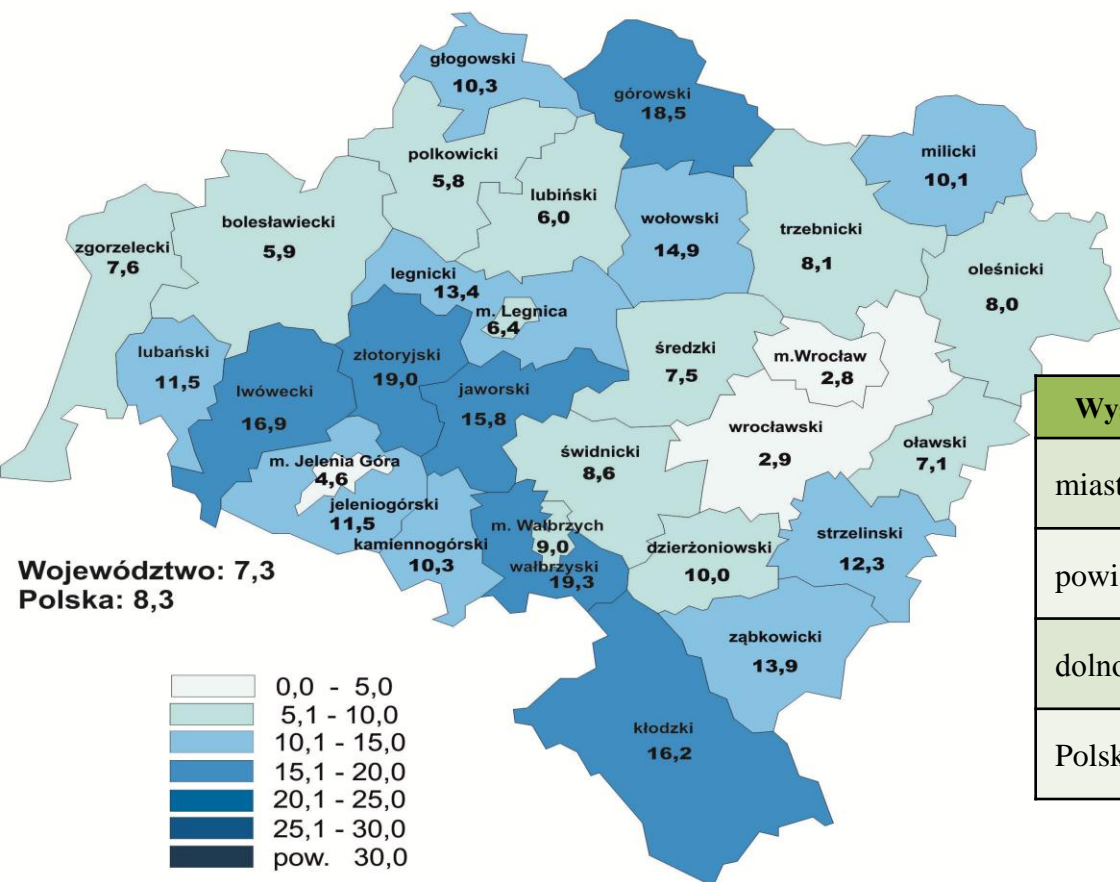 głogowski
10,3
górowski
18,5
milicki
10,1
polkowicki
5,8
lubiński
6,0
wołowski
14,9
trzebnicki
8,1
oleśnicki
8,0
bolesławiecki
5,9
zgorzelecki
7,6
legnicki
13,4
m. Legnica
6,4
lubański
11,5
lwówecki
16,9
złotoryjski
19,0
jaworski
15,8
średzki
7,5
m.Wrocław
2,8
wrocławski
2,9
oławski
7,1
świdnicki
8,6
m. Jelenia Góra
4,6
jeleniogórski
11,5
kamiennogórski
10,3
m. Wałbrzych
9,0
wałbrzyski
19,3
dzierżoniowski
10,0
strzelinski
12,3
ząbkowicki
13,9
kłodzki
16,2
Województwo: 7,3
Polska: 8,3
0,0 - 5,0
5,1 - 10,0
10,1 - 15,0
15,1 - 20,0
20,1 - 25,0
25,1 - 30,0
pow. 30,0
Wy
miast
powi
dolno
Polsk